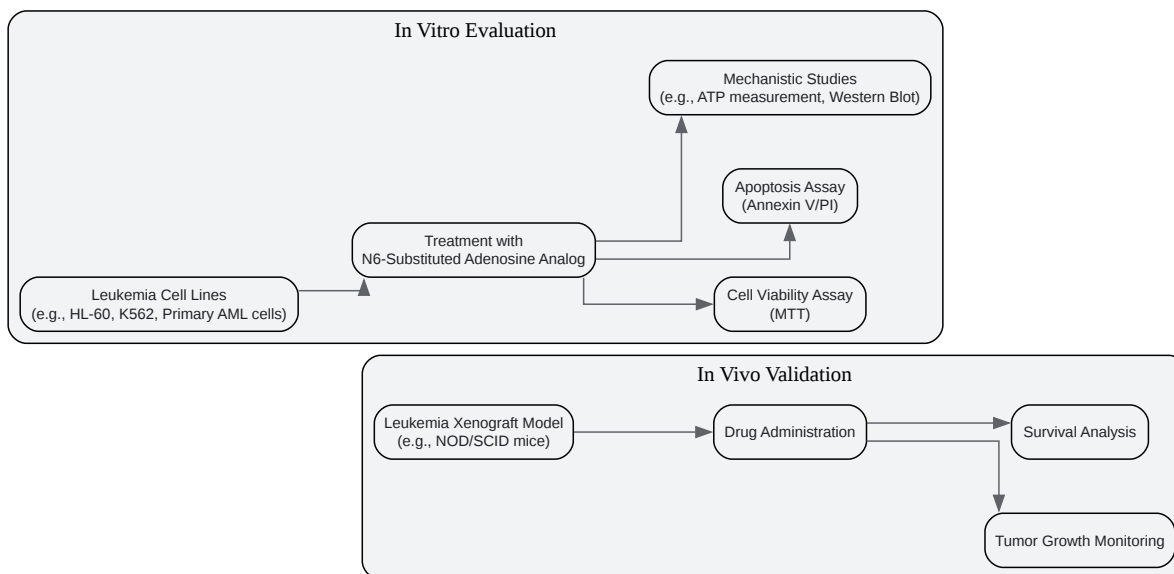 In Vitro Evaluation
Mechanistic Studies
(e.g., ATP measurement, Western Blot)
Apoptosis Assay
(Annexin V/PI)
Treatment with
N6-Substituted Adenosine Analog
Leukemia Cell Lines
(e.g., HL-60, K562, Primary AML cells)
Cell Viability Assay
(MTT)
In Vivo Validation
Leukemia Xenograft Model
(e.g., NOD/SCID mice)
Drug Administration
Survival Analysis
Tumor Growth Monitoring